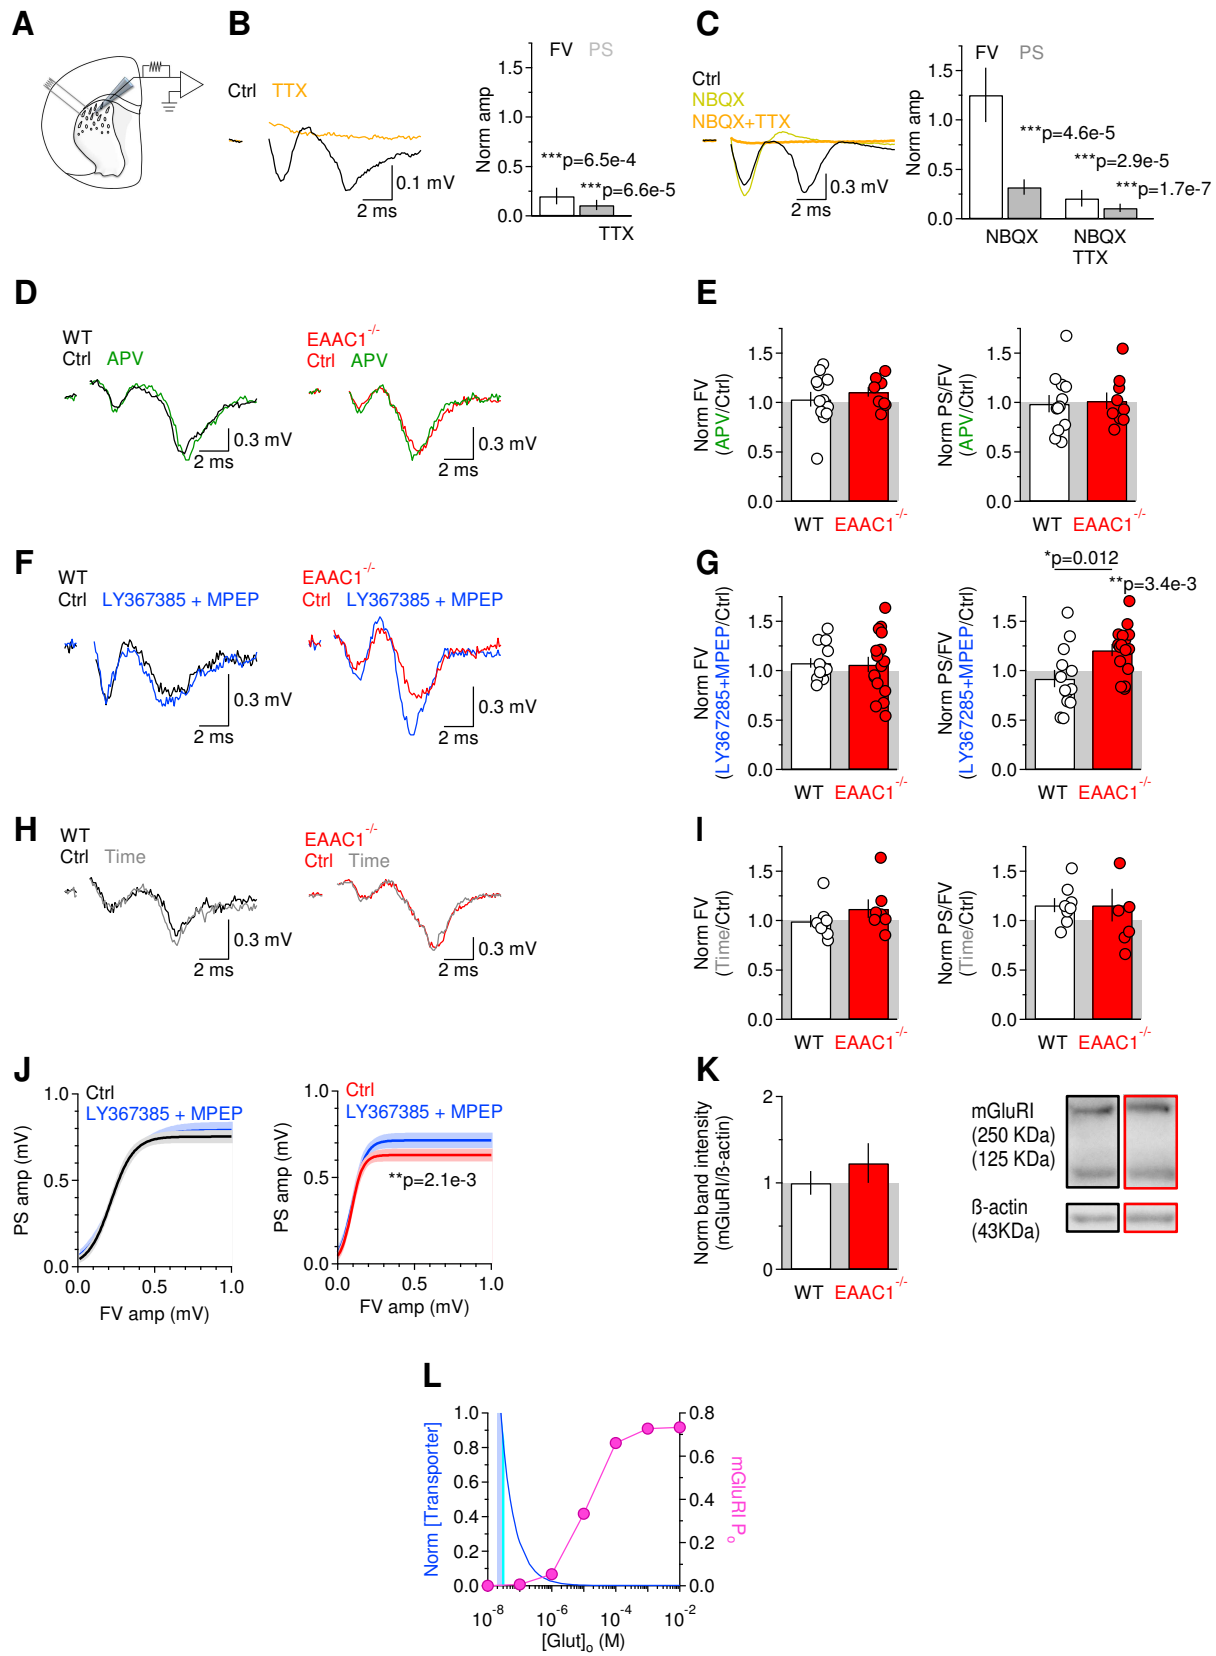 A
B
Ctrl TTX
0.1 mV
2 ms
Norm amp
1.5
1.0
0.5
0.0
FV PS
***p=6.5e-4
***p=6.6e-5
TTX
C
Ctrl
NBQX
NBQX+TTX
0.3 mV
2 ms
Norm amp
1.5
1.0
0.5
0.0
FV PS
***p=4.6e-5
***p=2.9e-5
***p=1.7e-7
NBQX
NBQX
TTX
D
WT
Ctrl APV
0.3 mV
2 ms
EAAC1-/-
Ctrl APV
0.3 mV
2 ms
E
Norm FV
(APV/Ctrl)
1.5
1.0
0.5
0.0
WT EAAC1-/-
Norm PS/FV
(APV/Ctrl)
1.5
1.0
0.5
0.0
WT EAAC1-/-
F
WT
Ctrl LY367385 + MPEP
0.3 mV
2 ms
EAAC1-/-
Ctrl LY367385 + MPEP
0.3 mV
2 ms
G
Norm FV
(LY367285+MPEP/Ctrl)
1.5
1.0
0.5
0.0
WT EAAC1-/-
*p=0.012
**p=3.4e-3
Norm PS/FV
(LY367285+MPEP/Ctrl)
1.5
1.0
0.5
0.0
WT EAAC1-/-
H
WT
Ctrl Time
0.3 mV
2 ms
EAAC1-/-
Ctrl Time
0.3 mV
2 ms
I
Norm FV
(Time/Ctrl)
1.5
1.0
0.5
0.0
WT EAAC1-/-
Norm PS/FV
(Time/Ctrl)
1.5
1.0
0.5
0.0
WT EAAC1-/-
J
Ctrl
LY367385 + MPEP
PS amp (mV)
1.0
0.5
0.0
0.0 0.5 1.0
FV amp (mV)
Ctrl
LY367385 + MPEP
**p=2.1e-3
PS amp (mV)
1.0
0.5
0.0
0.0 0.5 1.0
FV amp (mV)
K
Norm band intensity
(mGluRI/ß-actin)
2
1
0
WT EAAC1-/-
mGluRI
(250 KDa)
(125 KDa)
ß-actin
(43KDa)
L
Norm [Transporter]
1.0
0.8
0.6
0.4
0.2
0.0
0.8
0.6
0.4
0.2
0.0
mGluRI Po
10-8 10-6 10-4 10-2
[Glut]o (M)